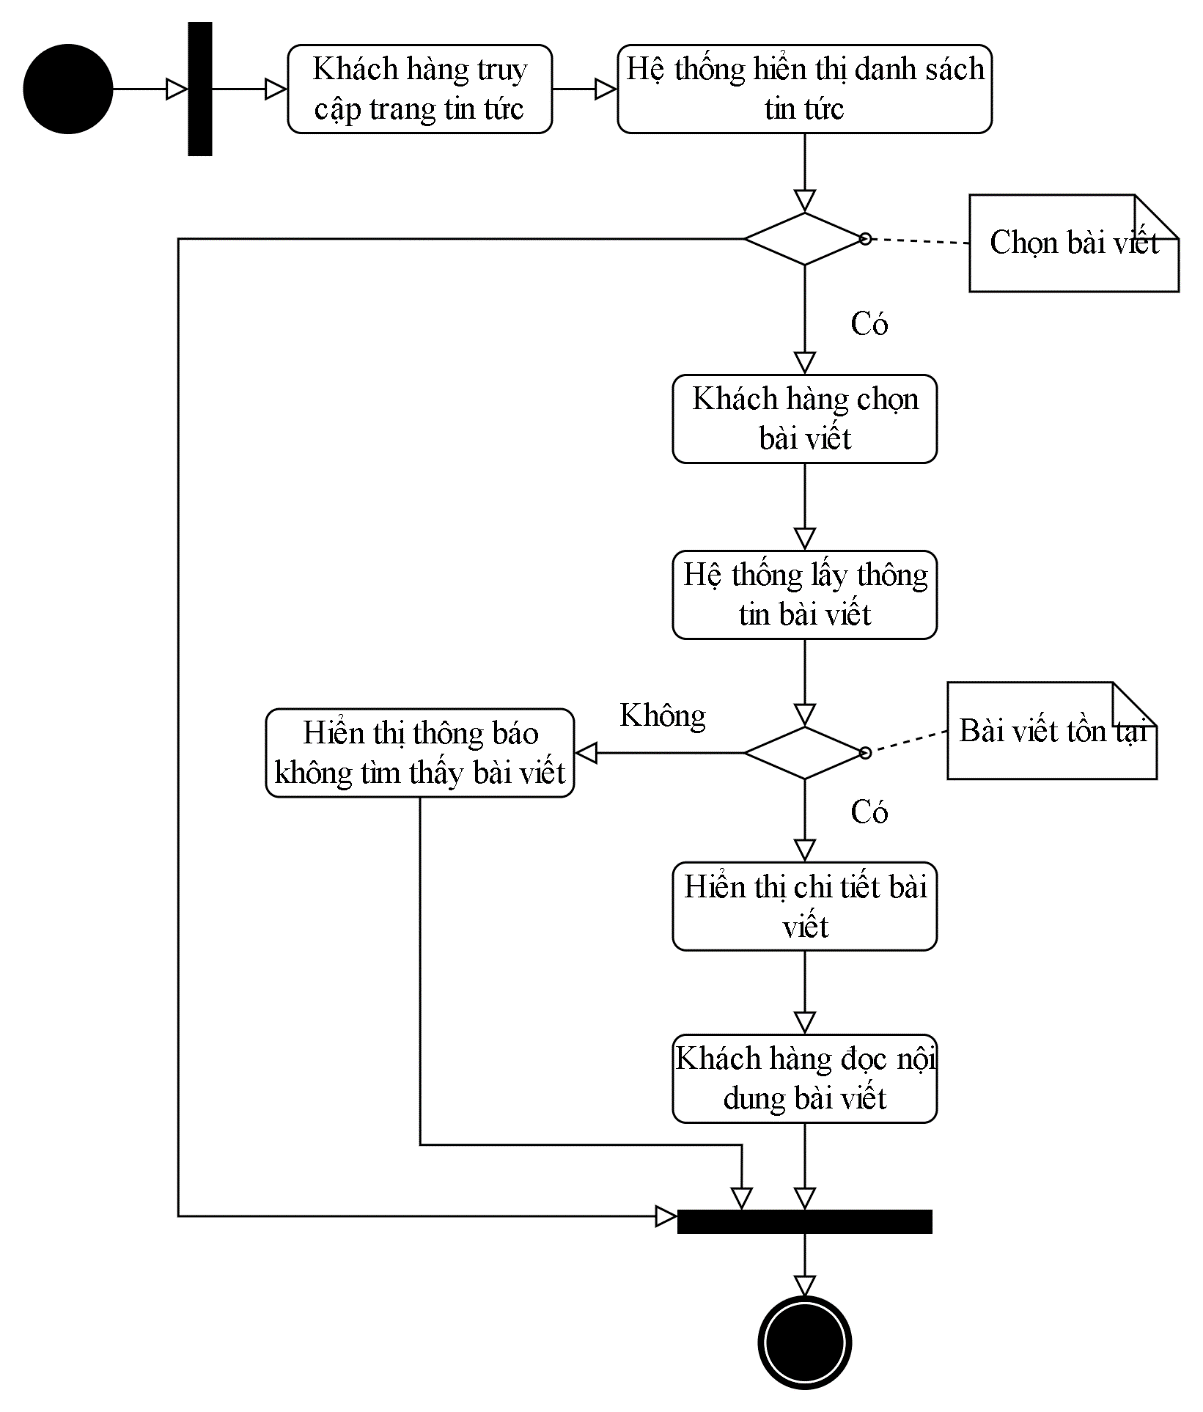 Khách hàng truy
cập trang tin tức
Hệ thống hiển thị danh sách
tin tức
Chọn bài viết
Có
Khách hàng chọn
bài viết
Hệ thống lấy thông
tin bài viết
Không
Bài viết tồn tại
Hiển thị thông báo
không tìm thấy bài viết
Có
Hiển thị chi tiết bài
viết
Khách hàng đọc nội
dung bài viết